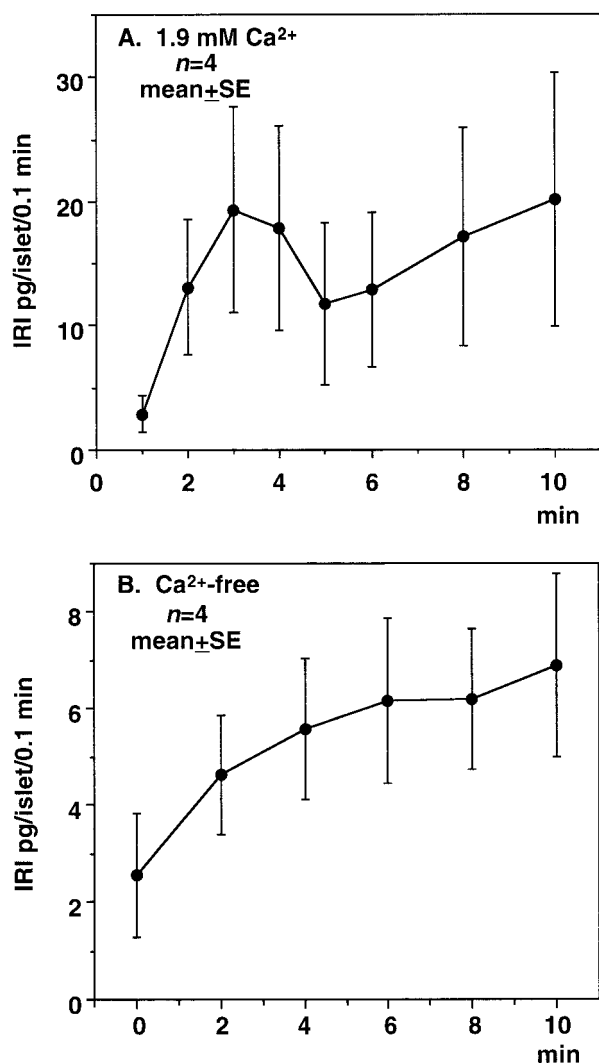 A. 1.9 mM Ca²⁺
n=4
mean±SE
IRI pg/islet/0.1 min
30
20
10
0
0 2 4 6 8 10
min
B. Ca²⁺-free
n=4
mean±SE
IRI pg/islet/0.1 min
8
6
4
2
0
0 2 4 6 8 10
min